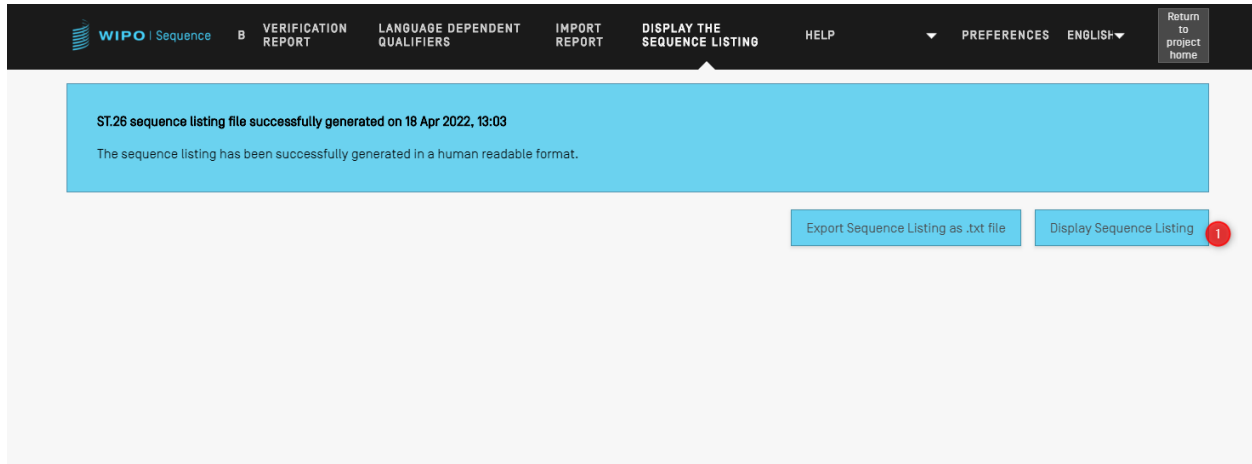 WIPO | Sequence
B
VERIFICATION
REPORT
LANGUAGE DEPENDENT
QUALIFIERS
IMPORT
REPORT
DISPLAY THE
SEQUENCE LISTING
HELP
PREFERENCES
ENGLISH
Return
to
project
home
ST.26 sequence listing file successfully generated on 18 Apr 2022, 13:03
The sequence listing has been successfully generated in a human readable format.
Export Sequence Listing as .txt file
Display Sequence Listing
1